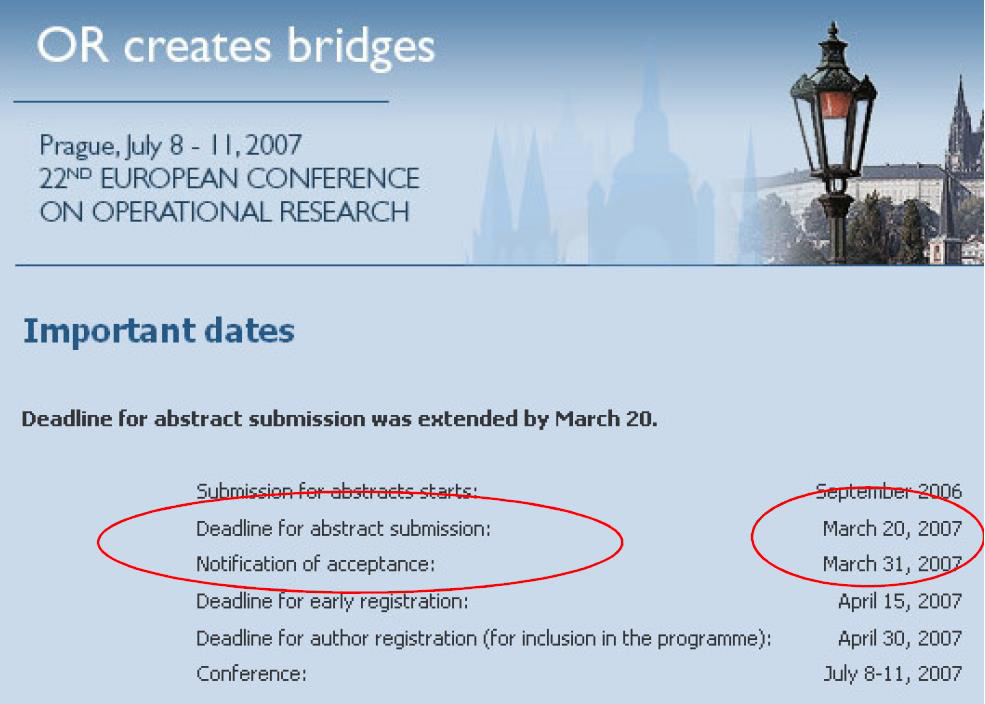 OR creates bridges
Prague, July 8 - 11, 2007
22ND EUROPEAN CONFERENCE
ON OPERATIONAL RESEARCH
Important dates
Deadline for abstract submission was extended by March 20.
Submission for abstracts starts: September 2006
Deadline for abstract submission: March 20, 2007
Notification of acceptance: March 31, 2007
Deadline for early registration: April 15, 2007
Deadline for author registration (for inclusion in the programme): April 30, 2007
Conference: July 8-11, 2007